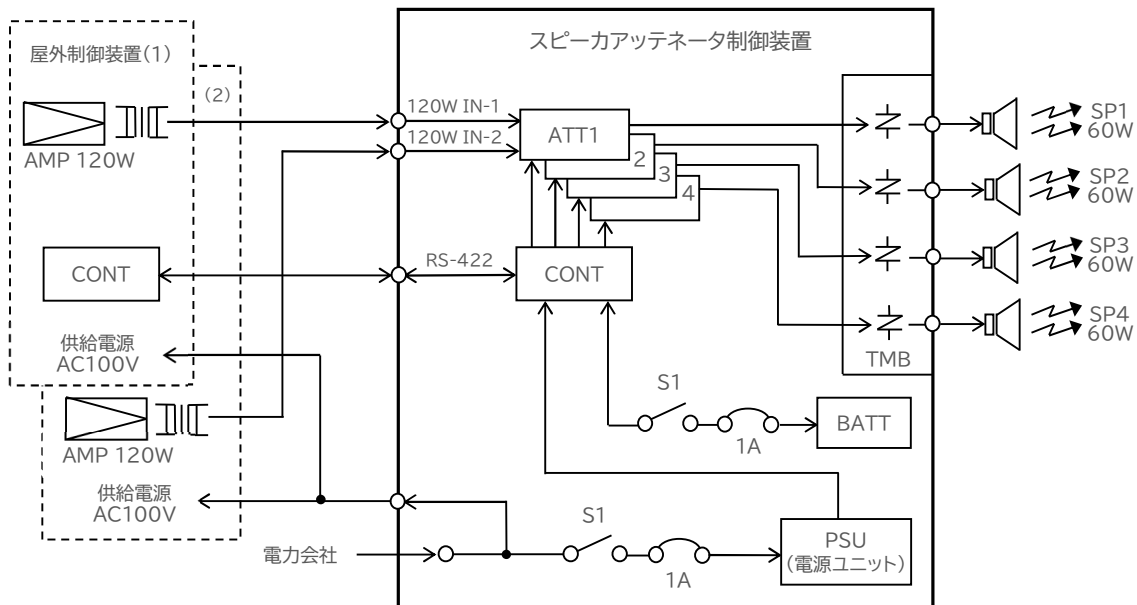 屋外制御装置(1)
(2)
AMP 120W
CONT
供給電源
AC100V
AMP 120W
供給電源
AC100V
電力会社
スピーカアッテネータ制御装置
120W IN-1
120W IN-2
RS-422
ATT1
2
3
4
CONT
S1
1A
BATT
S1
1A
PSU
(電源ユニット)
TMB
SP1
60W
SP2
60W
SP3
60W
SP4
60W